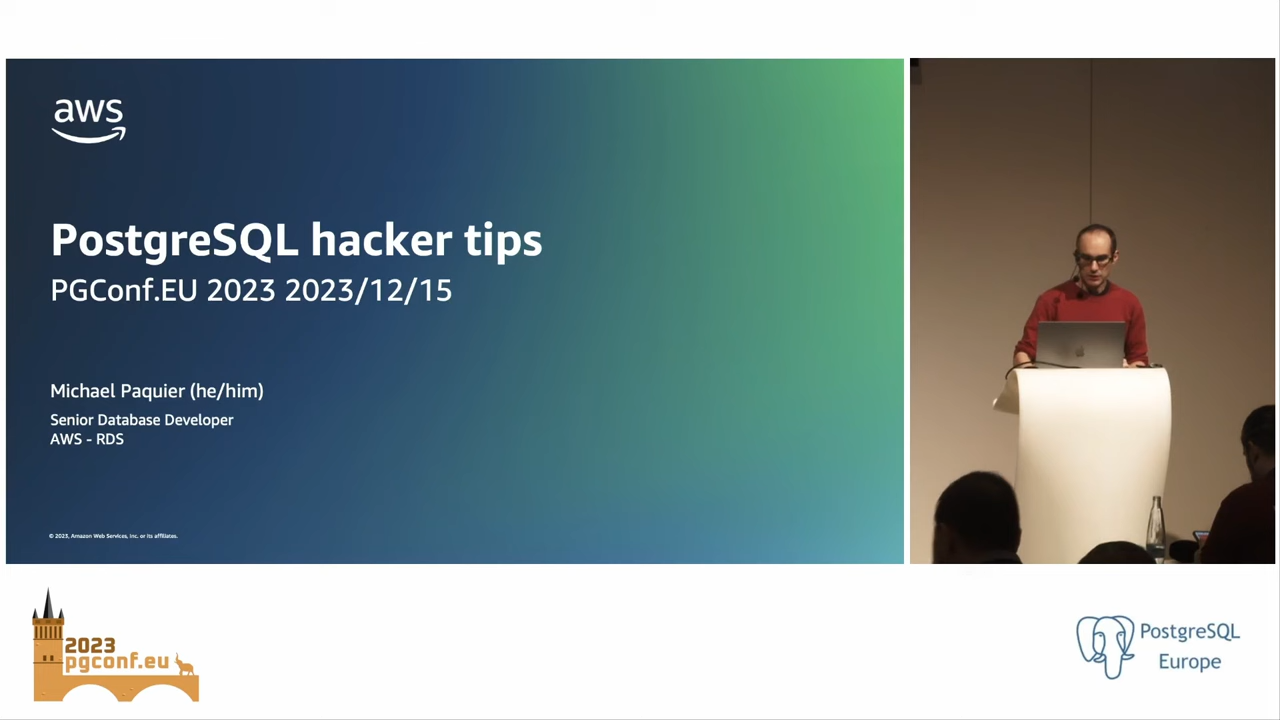 aws
PostgreSQL hacker tips
PGConf.EU 2023 2023/12/15
Michael Paquier (he/him)
Senior Database Developer
AWS - RDS
© 2023, Amazon Web Services, Inc. or its affiliates.
2023
pgconf.eu
PostgreSQL
Europe